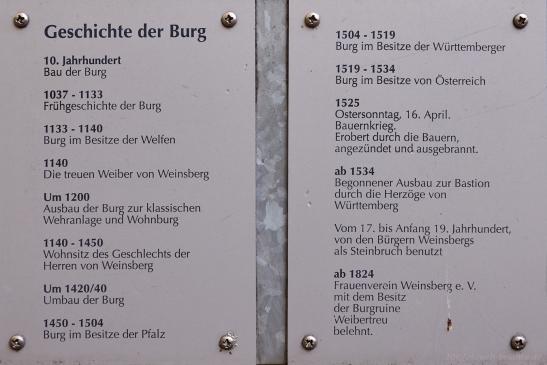 Geschichte der Burg
10. Jahrhundert
Bau der Burg
1037 - 1133
Frühgeschichte der Burg
1133 - 1140
Burg im Besitze der Welfen
1140
Die treuen Weiber von Weinsberg
Um 1200
Ausbau der Burg zur klassischen
Wehranlage und Wohnburg
1140 - 1450
Wohnsitz des Geschlechts der
Herren von Weinsberg
Um 1420/40
Umbau der Burg
1450 - 1504
Burg im Besitze der Pfalz
1504 - 1519
Burg im Besitze der Württemberger
1519 - 1534
Burg im Besitze von Österreich
1525
Ostersonntag, 16. April.
Bauernkrieg.
Erobert durch die Bauern,
angezündet und ausgebrannt.
ab 1534
Begonnener Ausbau zur Bastion
durch die Herzöge von
Württemberg
Vom 17. bis Anfang 19. Jahrhundert,
von den Bürgern Weinsbergs
als Steinbruch benutzt
ab 1824
Frauenverein Weinsberg e. V.
mit dem Besitz
der Burgruine
Weibertreu
belehnt.